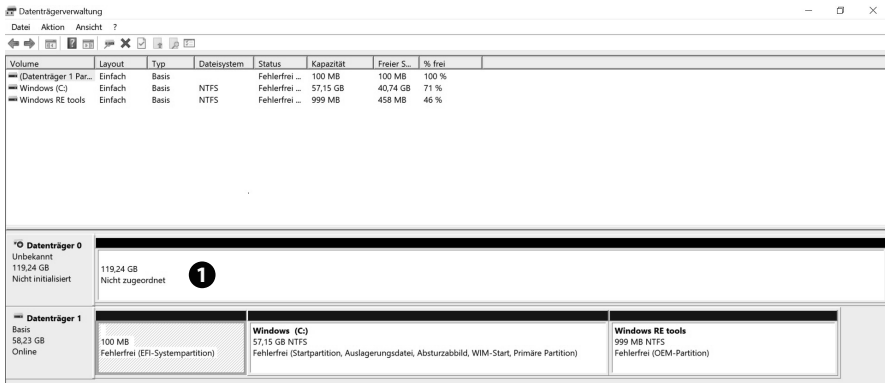 Datenträgerverwaltung
Datei Aktion Ansicht ?
Volume Layout Typ Dateisystem Status Kapazität Freier S... % frei
(Datenträger 1 Par... Einfach Basis Fehlerfrei ... 100 MB 100 MB 100 %
Windows (C:) Einfach Basis NTFS Fehlerfrei ... 57,15 GB 40,74 GB 71 %
Windows RE tools Einfach Basis NTFS Fehlerfrei ... 999 MB 458 MB 46 %
Datenträger 0
Unbekannt
119,24 GB
Nicht initialisiert
119,24 GB
Nicht zugeordnet
1
Datenträger 1
Basis
58,23 GB
Online
100 MB
Fehlerfrei (EFI-Systempartition)
Windows (C:)
57,15 GB NTFS
Fehlerfrei (Startpartition, Auslagerungsdatei, Absturzabbild, WIM-Start, Primäre Partition)
Windows RE tools
999 MB NTFS
Fehlerfrei (OEM-Partition)